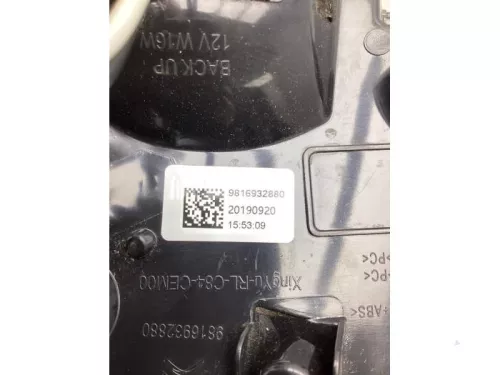 BACK UP
12V W16W
9816932880
20190920
15:53:09
XingYu-RL-C84-CEM00
9816932880
>PC<
-PC<
+ABS<